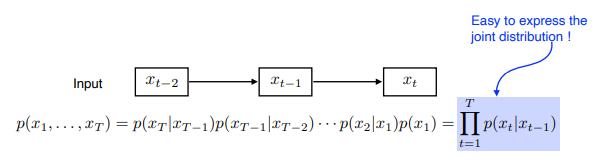 Easy to express the
joint distribution !
Input x_{t−2} x_{t−1} x_t
p(x_1, . . . , x_T) = p(x_T|x_{T−1})p(x_{T−1}|x_{T−2}) · · · p(x_2|x_1)p(x_1) = ∏_{t=1}^{T} p(x_t|x_{t−1})